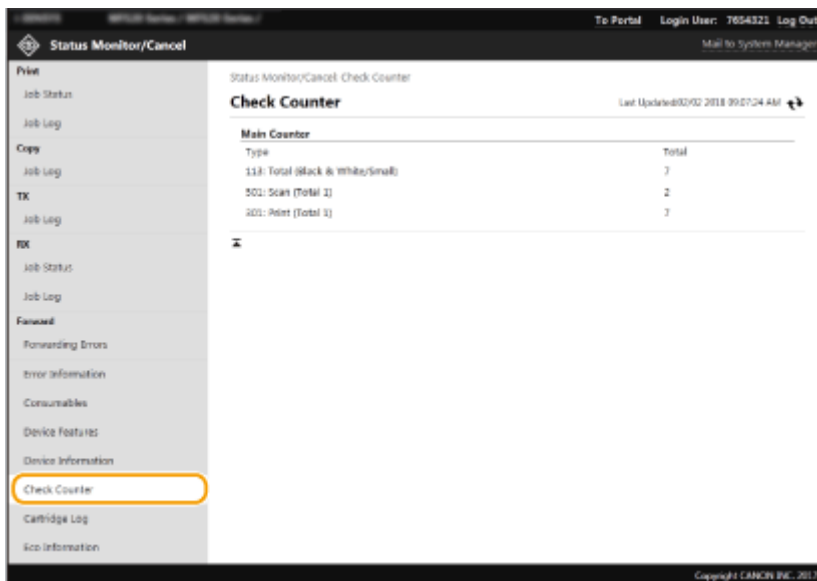 To Portal Login User: 7654321 Log Out
Status Monitor/Cancel
Mail to System Manager
Print
Job Status
Job Log
Copy
Job Log
TX
Job Log
RX
Job Status
Job Log
Forward
Forwarding Errors
Error Information
Consumables
Device Features
Device Information
Check Counter
Cartridge Log
Eco Information
Status Monitor/Cancel: Check Counter
Check Counter
Last Updated:02/02 2018 09:07:24 AM
Main Counter
Type Total
113: Total (Black & White/Small) 7
501: Scan (Total 1) 2
301: Print (Total 1) 7
Copyright CANON INC. 2017